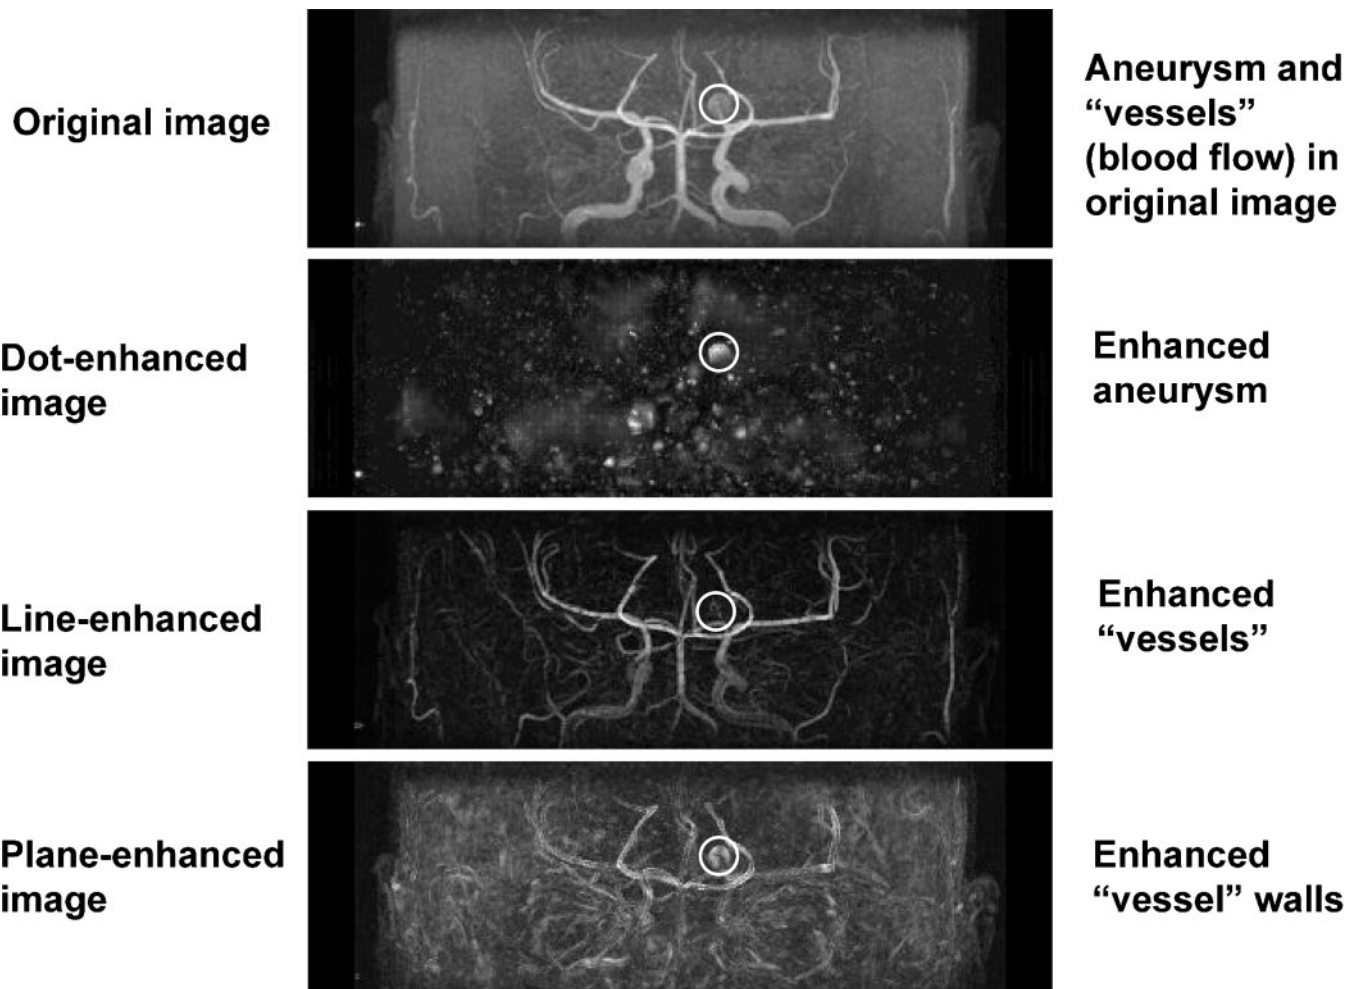 Original image
Aneurysm and
“vessels”
(blood flow) in
original image
Dot-enhanced
image
Enhanced
aneurysm
Line-enhanced
image
Enhanced
“vessels”
Plane-enhanced
image
Enhanced
“vessel” walls